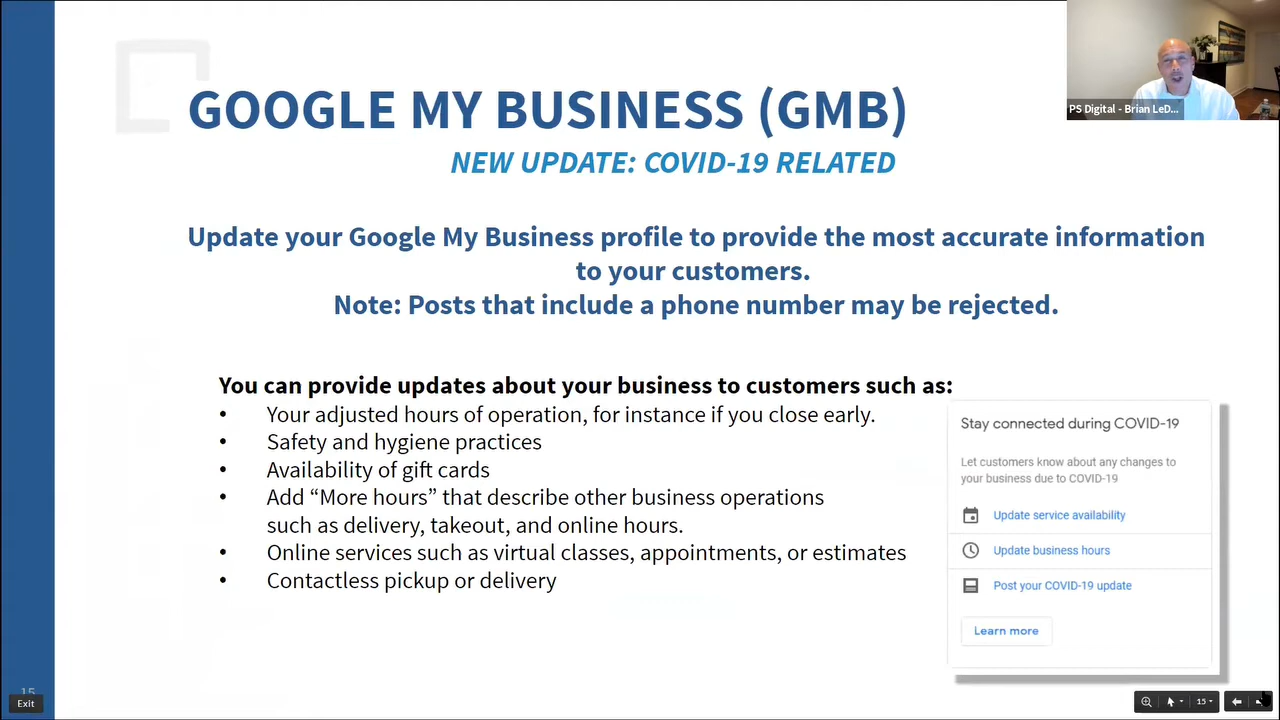 GOOGLE MY BUSINESS (GMB)
NEW UPDATE: COVID-19 RELATED
PS Digital - Brian LeD...
Update your Google My Business profile to provide the most accurate information
to your customers.
Note: Posts that include a phone number may be rejected.
You can provide updates about your business to customers such as:
• Your adjusted hours of operation, for instance if you close early.
• Safety and hygiene practices
• Availability of gift cards
• Add “More hours” that describe other business operations
such as delivery, takeout, and online hours.
• Online services such as virtual classes, appointments, or estimates
• Contactless pickup or delivery
Stay connected during COVID-19
Let customers know about any changes to
your business due to COVID-19
Update service availability
Update business hours
Post your COVID-19 update
Learn more
15
Exit
15